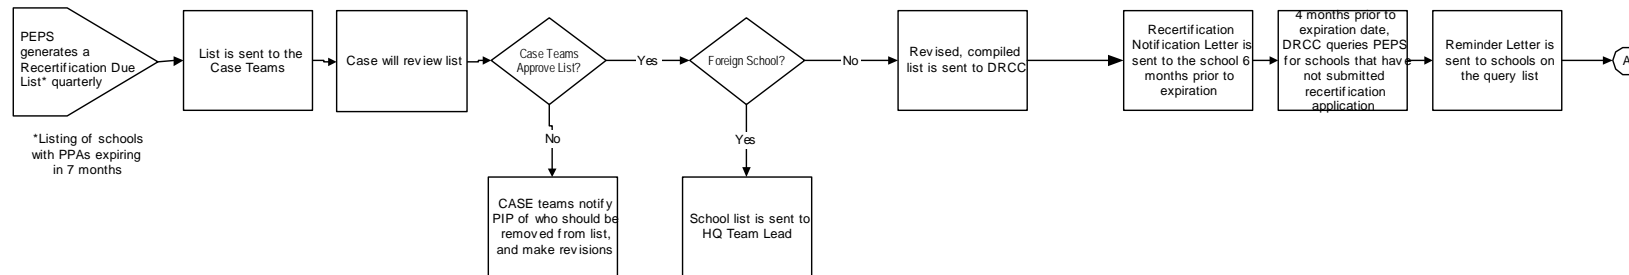 PEPS
generates a
Recertification Due
List* quarterly
*Listing of schools
with PPAs expiring
in 7 months
List is sent to the
Case Teams
Case will review list
Case Teams
Approve List?
Yes
No
CASE teams notify
PIP of who should be
removed from list,
and make revisions
Foreign School?
No
Yes
School list is sent to
HQ Team Lead
Revised, compiled
list is sent to DRCC
Recertification
Notification Letter is
sent to the school 6
months prior to
expiration
4 months prior to
expiration date,
DRCC queries PEPS
for schools that have
not submitted
recertification
application
Reminder Letter is
sent to schools on
the query list
A